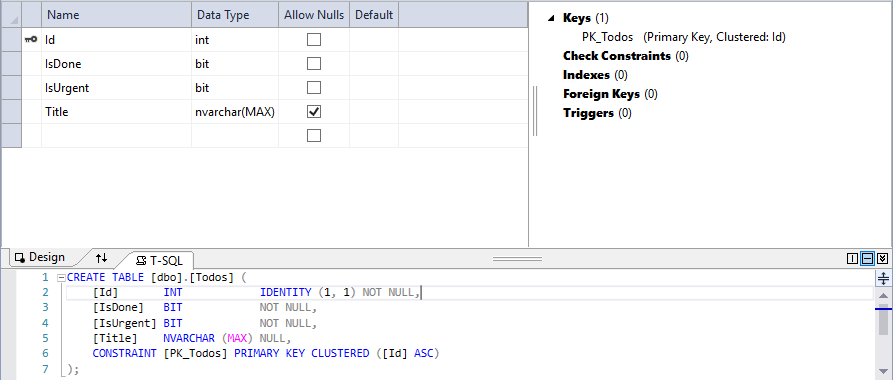 Name Data Type Allow Nulls Default
Id int
IsDone bit
IsUrgent bit
Title nvarchar(MAX)
Keys (1)
PK_Todos (Primary Key, Clustered: Id)
Check Constraints (0)
Indexes (0)
Foreign Keys (0)
Triggers (0)
Design T-SQL
1 CREATE TABLE [dbo].[Todos] (
2 [Id] INT IDENTITY (1, 1) NOT NULL,
3 [IsDone] BIT NOT NULL,
4 [IsUrgent] BIT NOT NULL,
5 [Title] NVARCHAR (MAX) NULL,
6 CONSTRAINT [PK_Todos] PRIMARY KEY CLUSTERED ([Id] ASC)
7 );